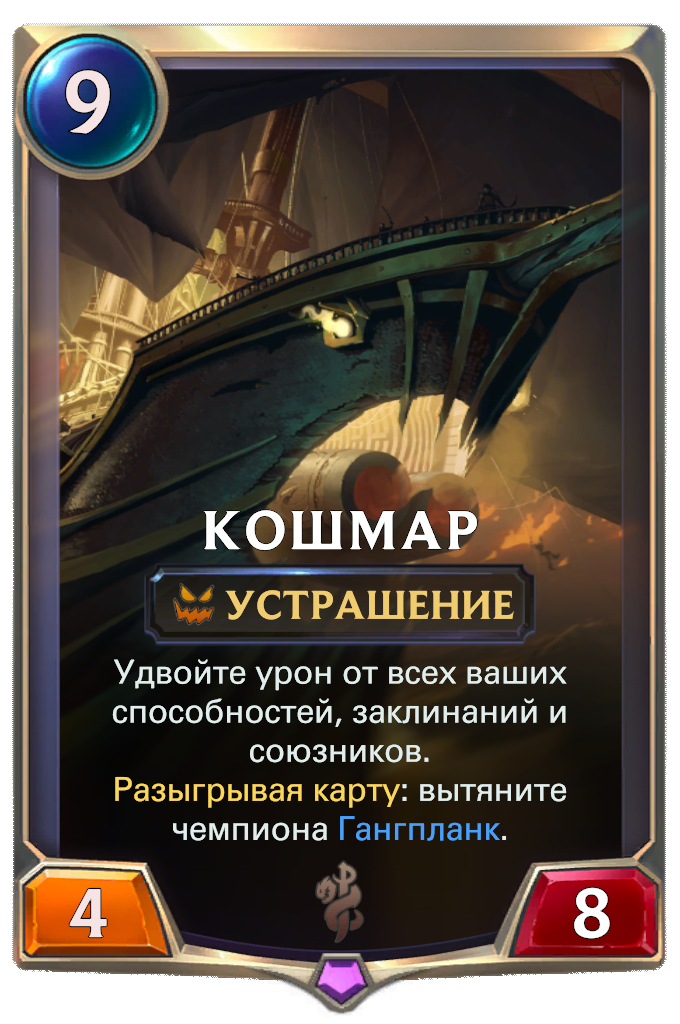 9
КОШМАР
УСТРАШЕНИЕ
Удвойте урон от всех ваших
способностей, заклинаний и
союзников.
Разыгрывая карту: вытяните
чемпиона Гангпланк.
4
8